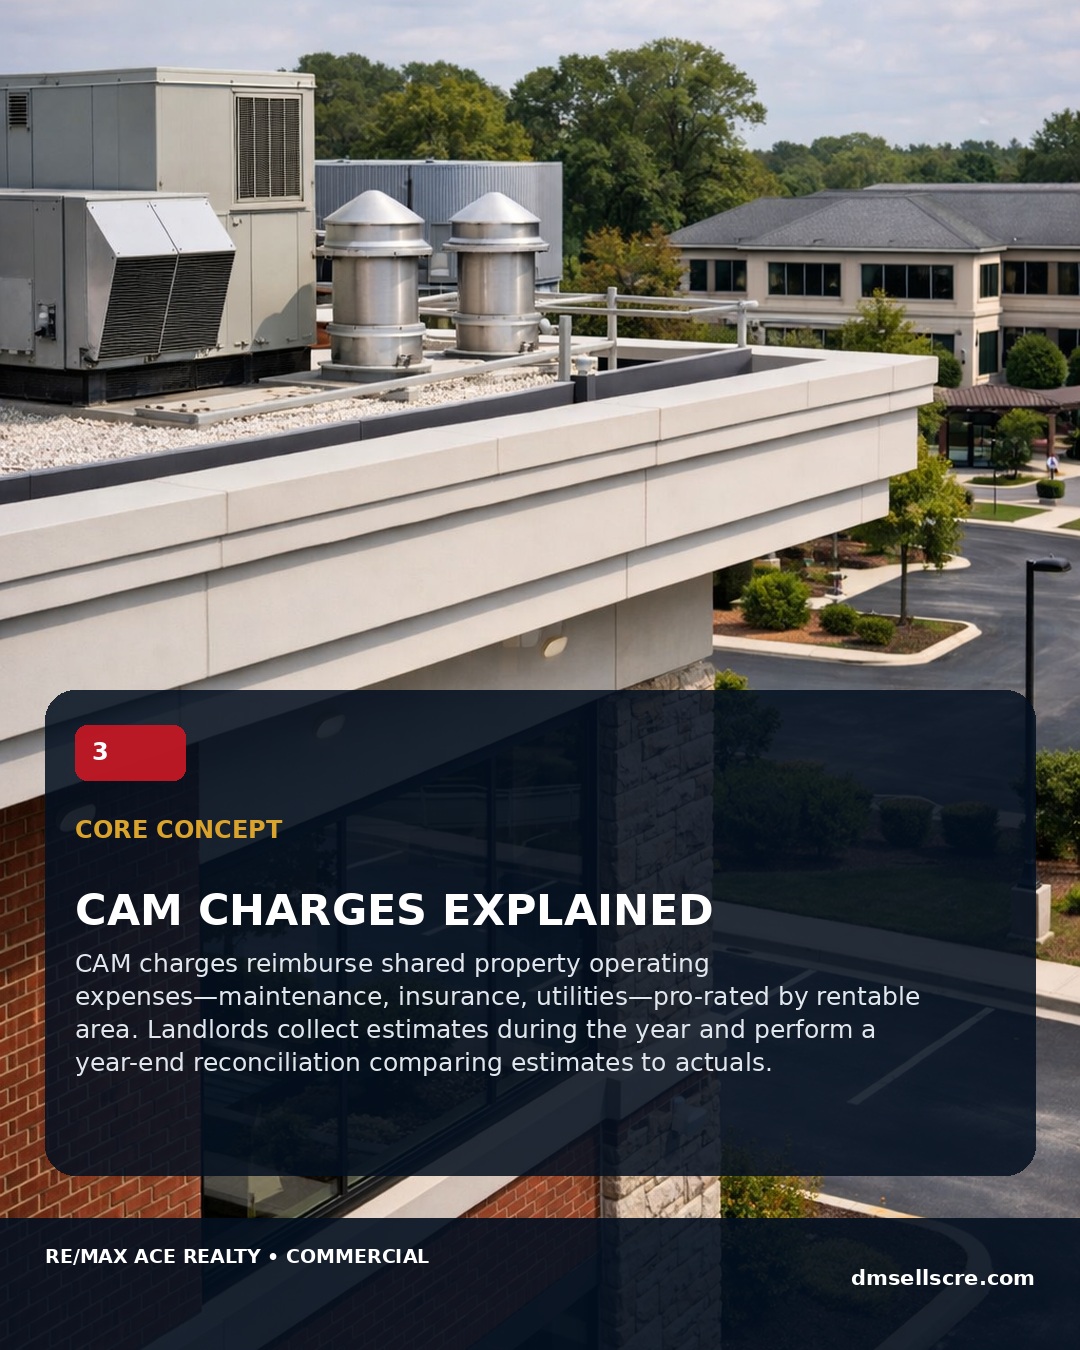 3
CORE CONCEPT
CAM CHARGES EXPLAINED
CAM charges reimburse shared property operating
expenses—maintenance, insurance, utilities—pro-rated by rentable
area. Landlords collect estimates during the year and perform a
year-end reconciliation comparing estimates to actuals.
RE/MAX ACE REALTY • COMMERCIAL
dmsellscre.com